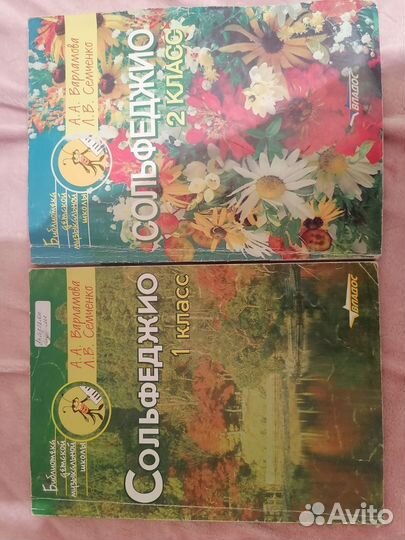 А. А. Варламова
Л. В. Семченко
СОЛЬФЕДЖИО
2 КЛАСС
Библиотека
детской
музыкальной
школы
ВЛАДОС
А. А. Варламова
Л. В. Семченко
СОЛЬФЕДЖИО
1 КЛАСС
Библиотека
детской
музыкальной
школы
ВЛАДОС
Avito